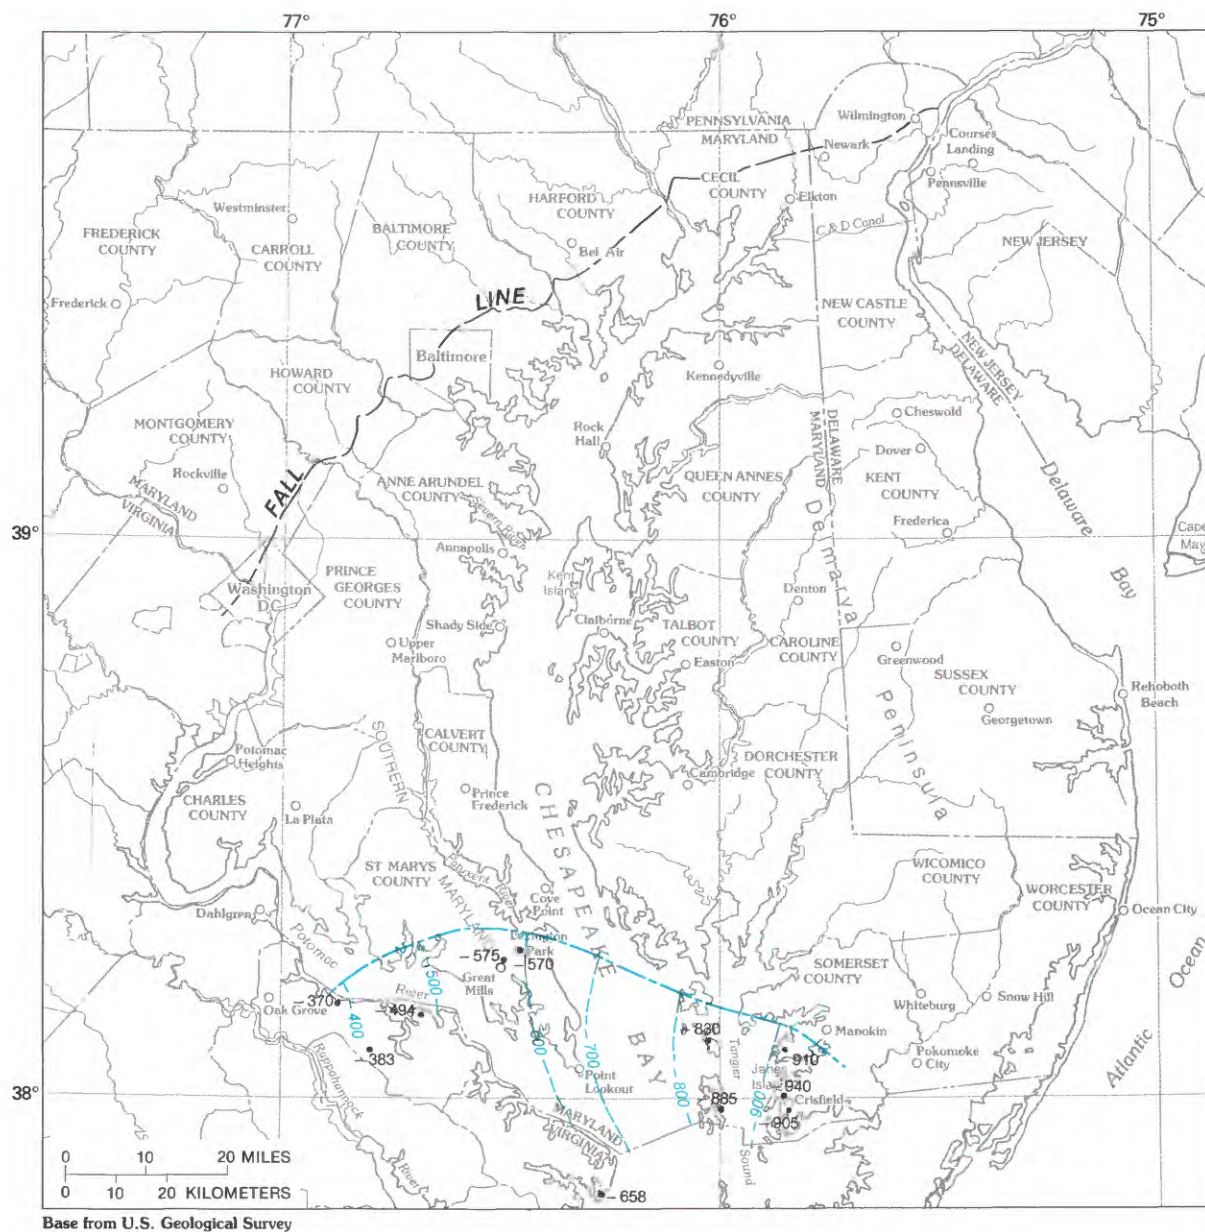 77°
76°
75°
Wilmington
PENNSYLVANIA
MARYLAND
Courses
Landing
Newark
CECIL
COUNTY
Pennsville
HARFORD
COUNTY
Elkton
Westminster
C & D Canal
FREDERICK
COUNTY
BALTIMORE
COUNTY
CARROLL
COUNTY
Bel Air
NEW JERSEY
Frederick
LINE
NEW CASTLE
COUNTY
NEW JERSEY
DELAWARE
Baltimore
HOWARD
COUNTY
Kennedyville
MONTGOMERY
COUNTY
Cheswold
Rock
Hall
DELAWARE
MARYLAND
Dover
Rockville
FALL
ANNE ARUNDEL
COUNTY
QUEEN ANNES
COUNTY
KENT
COUNTY
Delaware
Bay
MARYLAND
VIRGINIA
Severn River
Delmarva
Peninsula
Frederica
39°
Cape
May
Annapolis
Kent
Island
PRINCE
GEORGES
COUNTY
Washington
D.C.
Denton
Shady Side
Claiborne
TALBOT
COUNTY
CAROLINE
COUNTY
Upper
Marlboro
Easton
Greenwood
SUSSEX
COUNTY
Rehoboth
Beach
Georgetown
SOUTHERN
MARYLAND
CALVERT
COUNTY
Potomac
Heights
DORCHESTER
COUNTY
Cambridge
CHARLES
COUNTY
Prince
Frederick
CHESAPEAKE
BAY
La Plata
ST MARYS
COUNTY
Patuxent River
WICOMICO
COUNTY
WORCESTER
COUNTY
Cove
Point
Dahlgren
Ocean City
Potomac
River
Lexington
Park
-575
-570
Great
Mills
500
SOMERSET
COUNTY
Atlantic
Ocean
-370
Oak Grove
400
-494
Whiteburg
Snow Hill
-830
Manokin
600
700
800
900
Tangier
Sound
-910
-383
Pokomoke
City
Point
Lookout
-940
38°
885
Crisfield
-905
Rappahannock
River
MARYLAND
VIRGINIA
0 10 20 MILES
0 10 20 KILOMETERS
-658
Base from U.S. Geological Survey